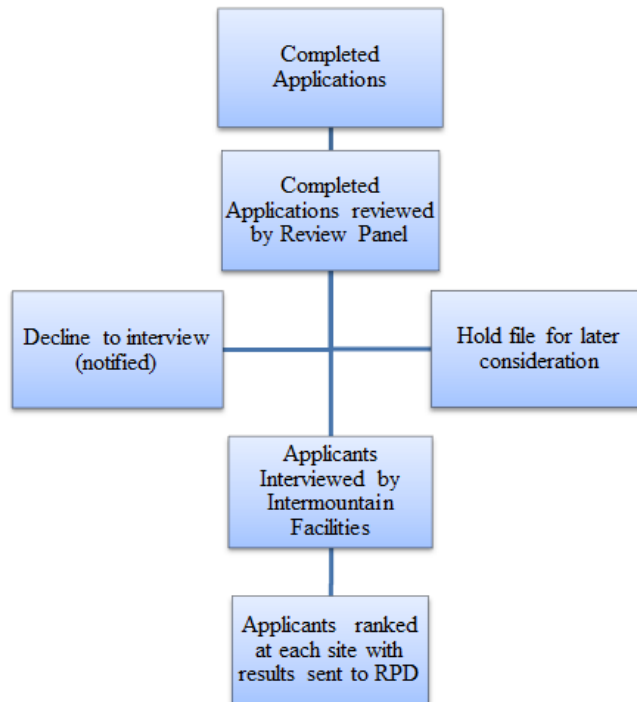 Completed
Applications
Completed
Applications reviewed
by Review Panel
Decline to interview
(notified)
Hold file for later
consideration
Applicants
Interviewed by
Intermountain
Facilities
Applicants ranked
at each site with
results sent to RPD